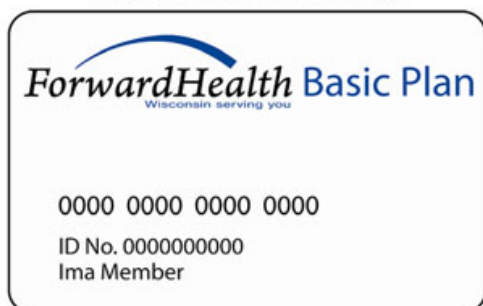 ForwardHealth Basic Plan
Wisconsin serving you
0000 0000 0000 0000
ID No. 0000000000
Ima Member